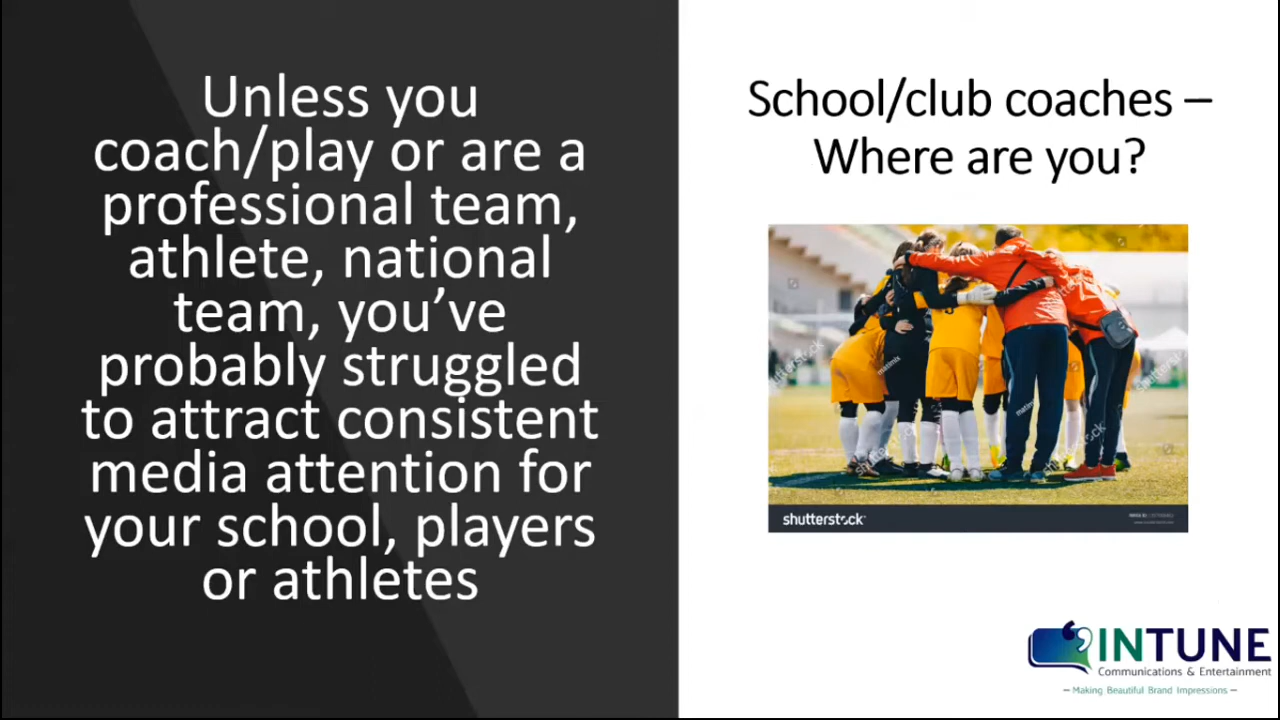 Unless you
coach/play or are a
professional team,
athlete, national
team, you’ve
probably struggled
to attract consistent
media attention for
your school, players
or athletes
School/club coaches –
Where are you?
shutterstock
INTUNE
Communications & Entertainment
— Making Beautiful Brand Impressions —